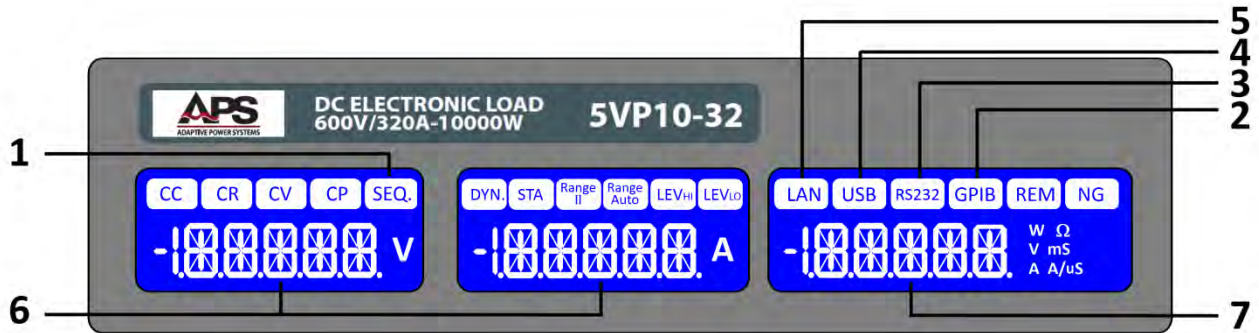 5
4
3
2
1
APS
ADAPTIVE POWER SYSTEMS
DC ELECTRONIC LOAD
600V/320A-10000W
5VP10-32
CC CR CV CP SEQ.
V
DYN. STA Range II Range Auto LEVHI LEVLO
A
LAN USB RS232 GPIB REM NG
W Ω
V mS
A A/uS
6
7